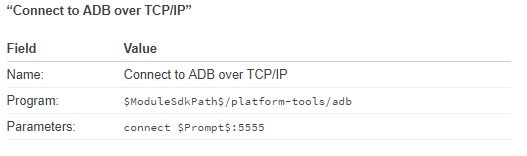 “Connect to ADB over TCP/IP”
Field Value
Name: Connect to ADB over TCP/IP
Program: $ModuleSdkPath$/platform-tools/adb
Parameters: connect $Prompt$:5555